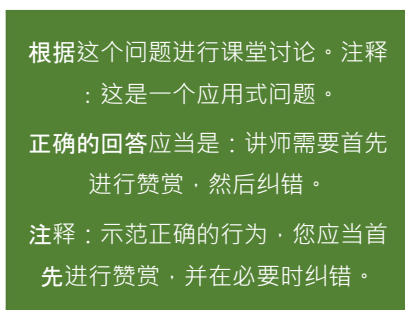 根据这个问题进行课堂讨论。注释
：这是一个应用式问题。
正确的回答应当是：讲师需要首先
进行赞赏，然后纠错。
注释：示范正确的行为，您应当首
先进行赞赏，并在必要时纠错。